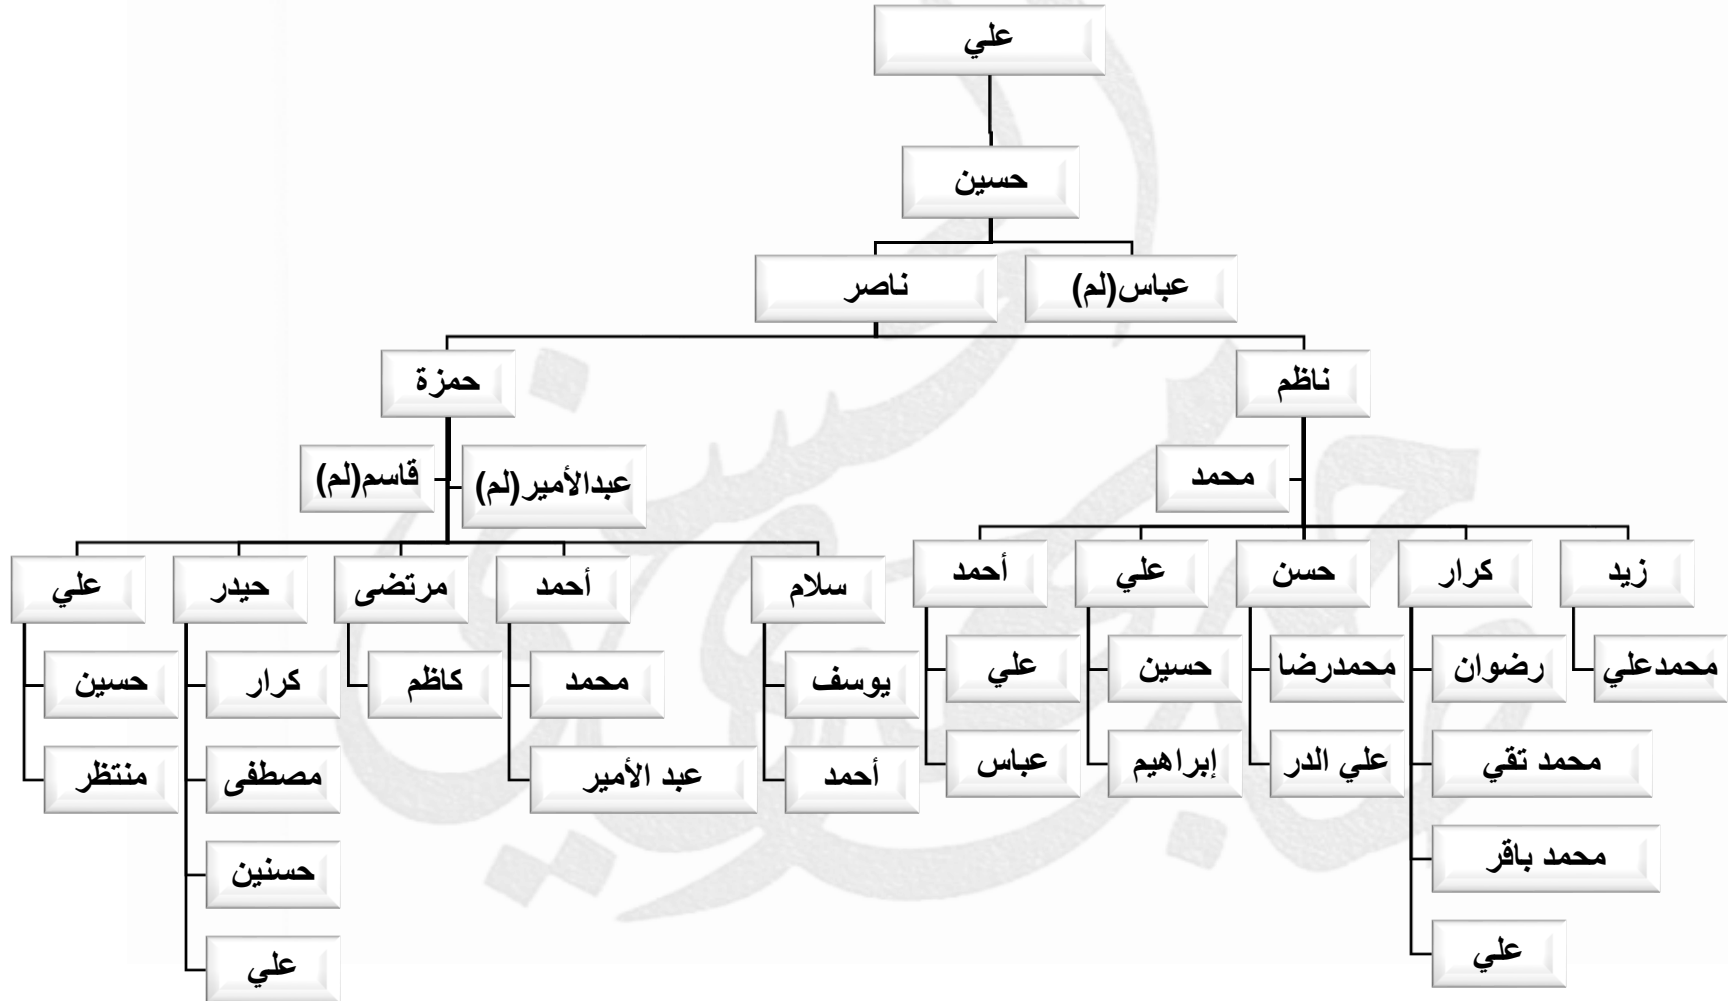 علي
حسين
عباس(لم)
ناصر
ناظم
حمزة
محمد
عبدالأمير(لم)
قاسم(لم)
زيد
كرار
حسن
علي
أحمد
سلام
أحمد
مرتضى
حيدر
علي
محمدعلي
رضوان
محمدرضا
حسين
علي
يوسف
محمد
كاظم
كرار
حسين
محمد تقي
علي الدر
إبراهيم
عباس
أحمد
عبد الأمير
مصطفى
منتظر
محمد باقر
حسنين
علي
علي